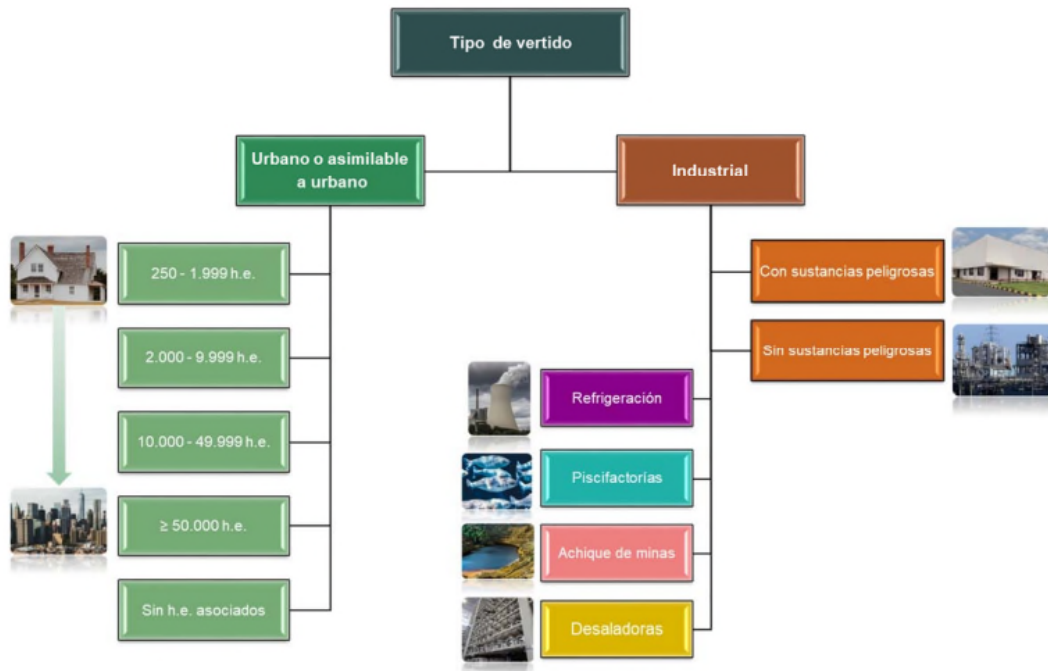 Tipo de vertido
Urbano o asimilable
a urbano
250 - 1.999 h.e.
2.000 - 9.999 h.e.
10.000 - 49.999 h.e.
≥ 50.000 h.e.
Sin h.e. asociados
Industrial
Con sustancias peligrosas
Sin sustancias peligrosas
Refrigeración
Piscifactorías
Achique de minas
Desaladoras